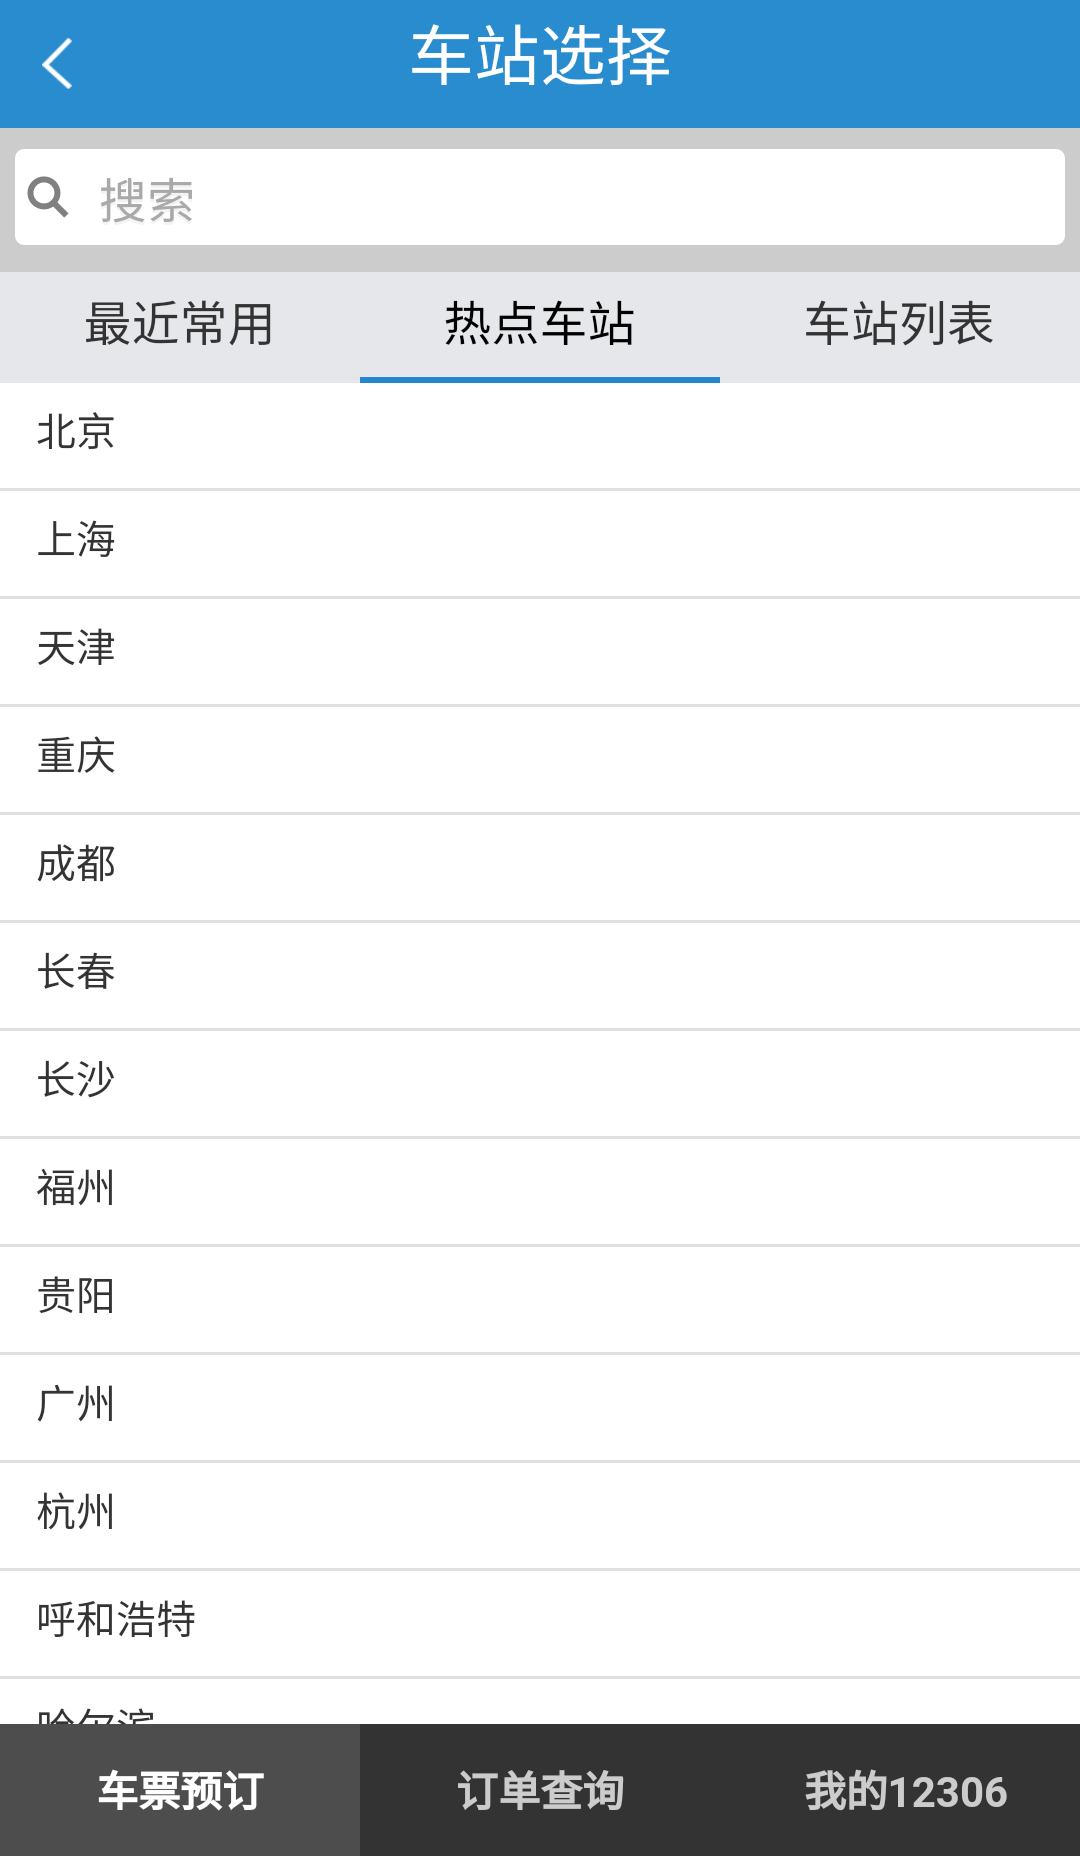 车站选择
搜索
最近常用 热点车站 车站列表
北京
上海
天津
重庆
成都
长春
长沙
福州
贵阳
广州
杭州
呼和浩特
哈尔滨
车票预订 订单查询 我的12306